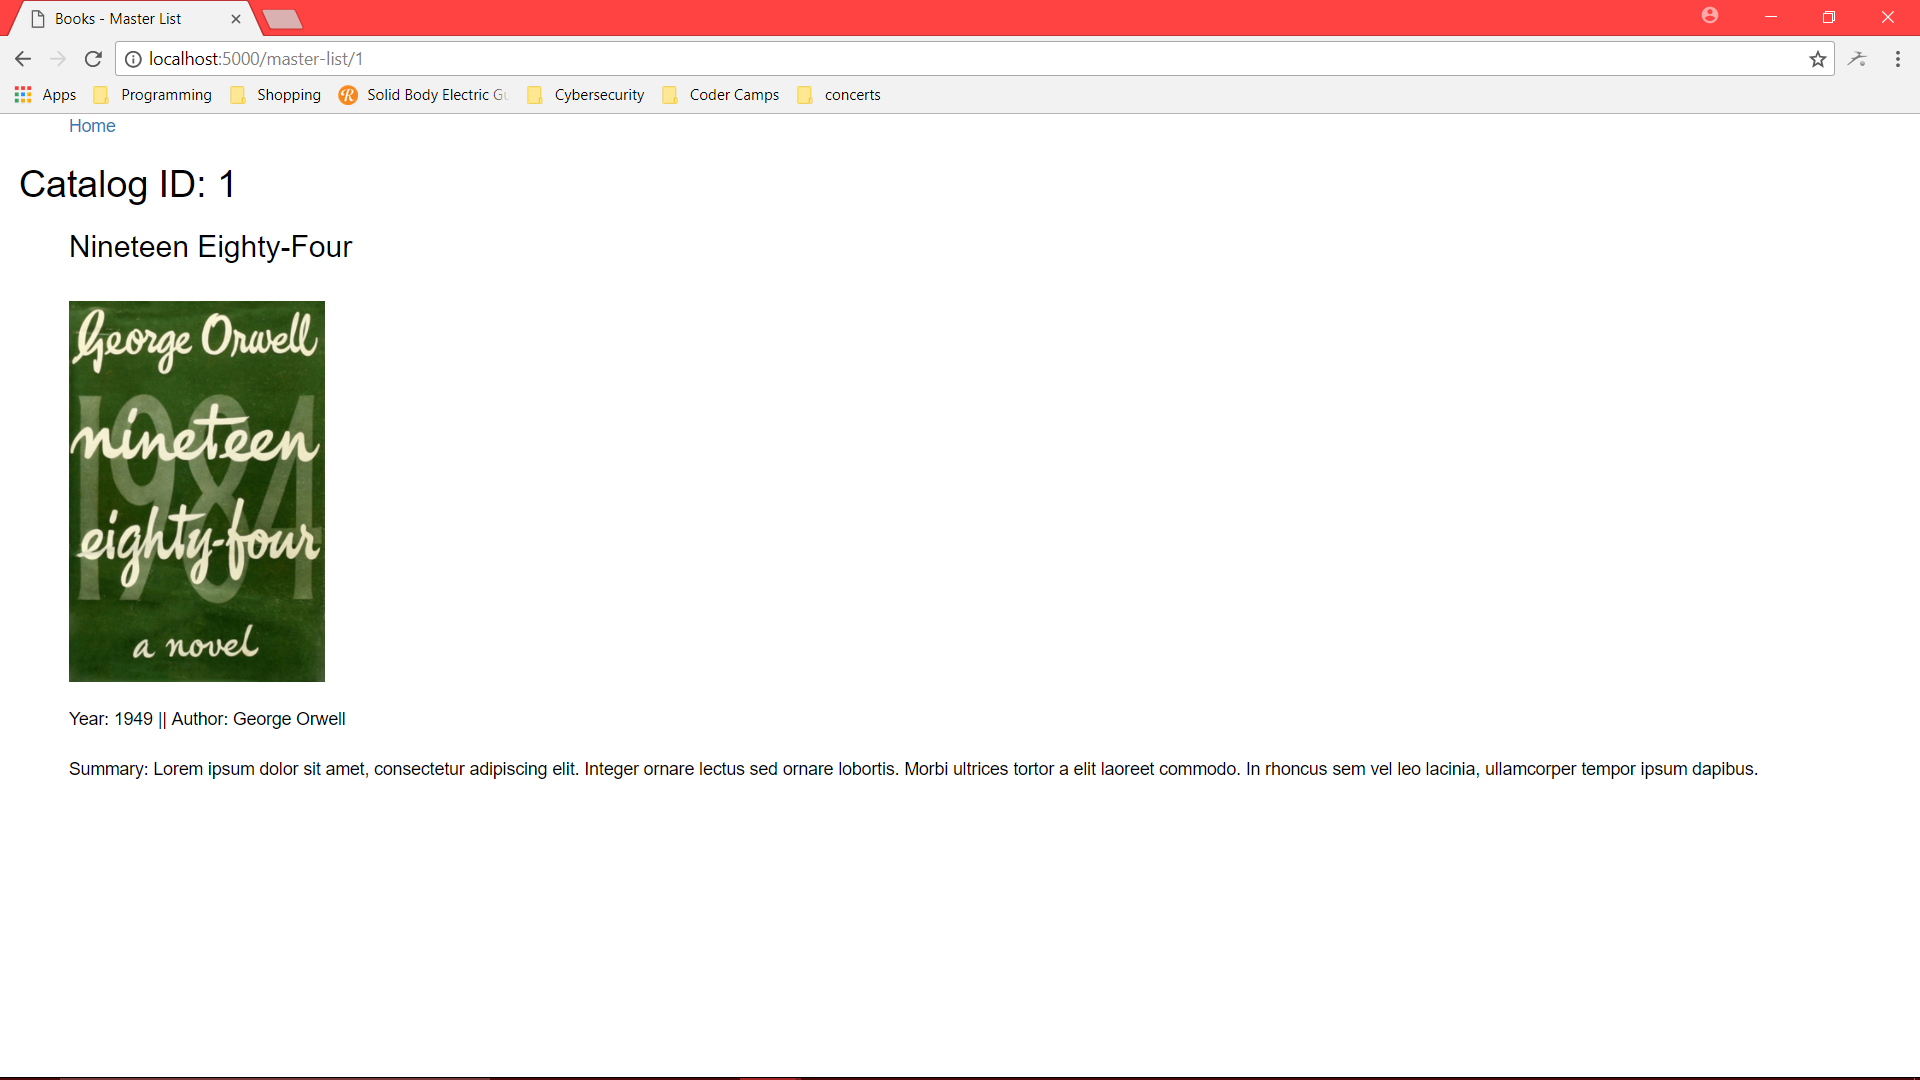 Books - Master List
localhost:5000/master-list/1
Apps Programming Shopping Solid Body Electric Cybersecurity Coder Camps concerts
Home
Catalog ID: 1
Nineteen Eighty-Four
George Orwell
1984
nineteen
eighty-four
a novel
Year: 1949 || Author: George Orwell
Summary: Lorem ipsum dolor sit amet, consectetur adipiscing elit. Integer ornare lectus sed ornare lobortis. Morbi ultrices tortor a elit laoreet commodo. In rhoncus sem vel leo lacinia, ullamcorper tempor ipsum dapibus.